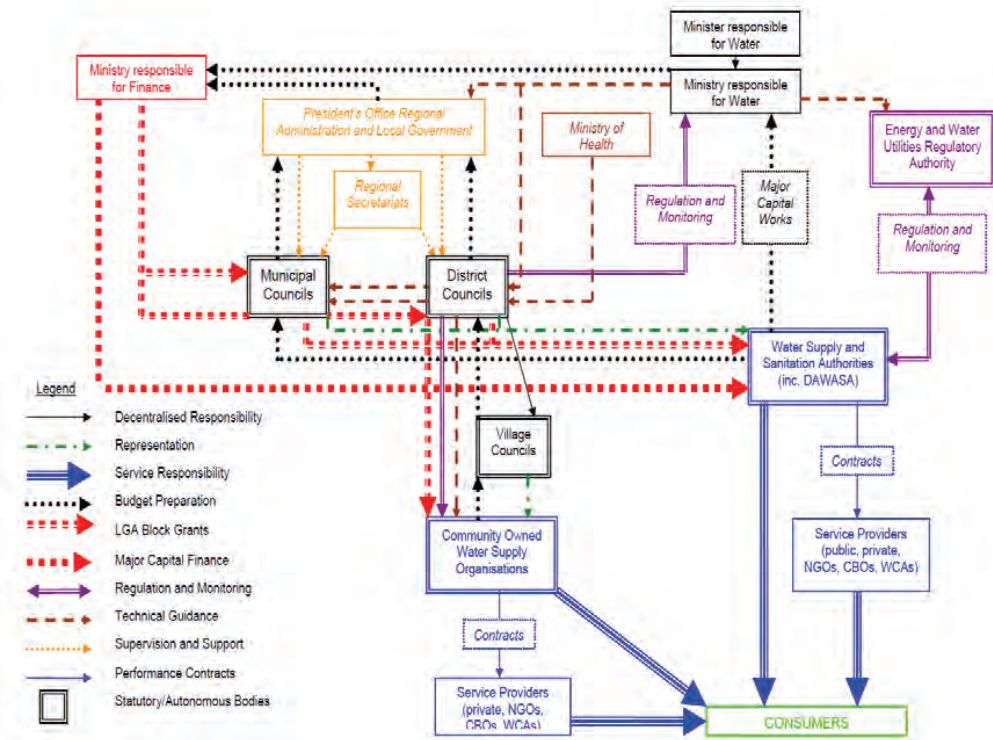 Minister responsible
for Water
Ministry responsible
for Finance
Ministry responsible
for Water
President's Office Regional
Administration and Local Government
Ministry of
Health
Energy and Water
Utilities Regulatory
Authority
Regional
Secretariats
Regulation and
Monitoring
Major
Capital
Works
Regulation and
Monitoring
Municipal
Councils
District
Councils
Water Supply and
Sanitation Authorities
(inc. DAWASA)
Legend
Decentralised Responsibility
Representation
Service Responsibility
Budget Preparation
LGA Block Grants
Major Capital Finance
Regulation and Monitoring
Technical Guidance
Supervision and Support
Performance Contracts
Statutory/Autonomous Bodies
Village
Councils
Contracts
Community Owned
Water Supply
Organisations
Service Providers
(public, private,
NGOs, CBOs, WCAs)
Contracts
Service Providers
(private, NGOs,
CBOs, WCAs)
CONSUMERS